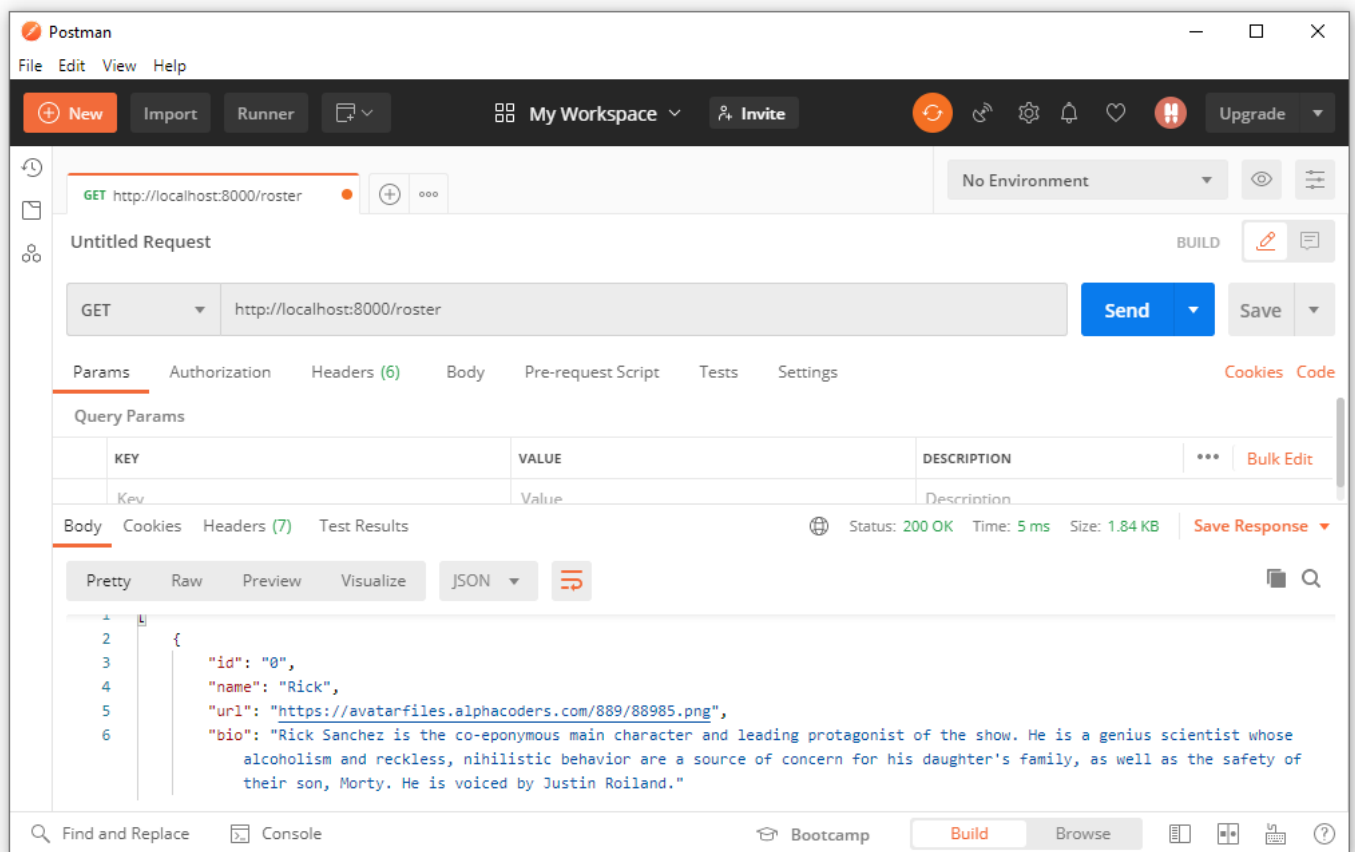 Postman
File Edit View Help
New Import Runner My Workspace Invite Upgrade
GET http://localhost:8000/roster No Environment
Untitled Request BUILD
GET http://localhost:8000/roster Send Save
Params Authorization Headers (6) Body Pre-request Script Tests Settings Cookies Code
Query Params
KEY VALUE DESCRIPTION ••• Bulk Edit
Key Value Description
Body Cookies Headers (7) Test Results Status: 200 OK Time: 5 ms Size: 1.84 KB Save Response
Pretty Raw Preview Visualize JSON
1 [
2 {
3 "id": "0",
4 "name": "Rick",
5 "url": "https://avatarfiles.alphacoders.com/889/88985.png",
6 "bio": "Rick Sanchez is the co-eponymous main character and leading protagonist of the show. He is a genius scientist whose
alcoholism and reckless, nihilistic behavior are a source of concern for his daughter's family, as well as the safety of
their son, Morty. He is voiced by Justin Roiland."
Find and Replace Console Bootcamp Build Browse